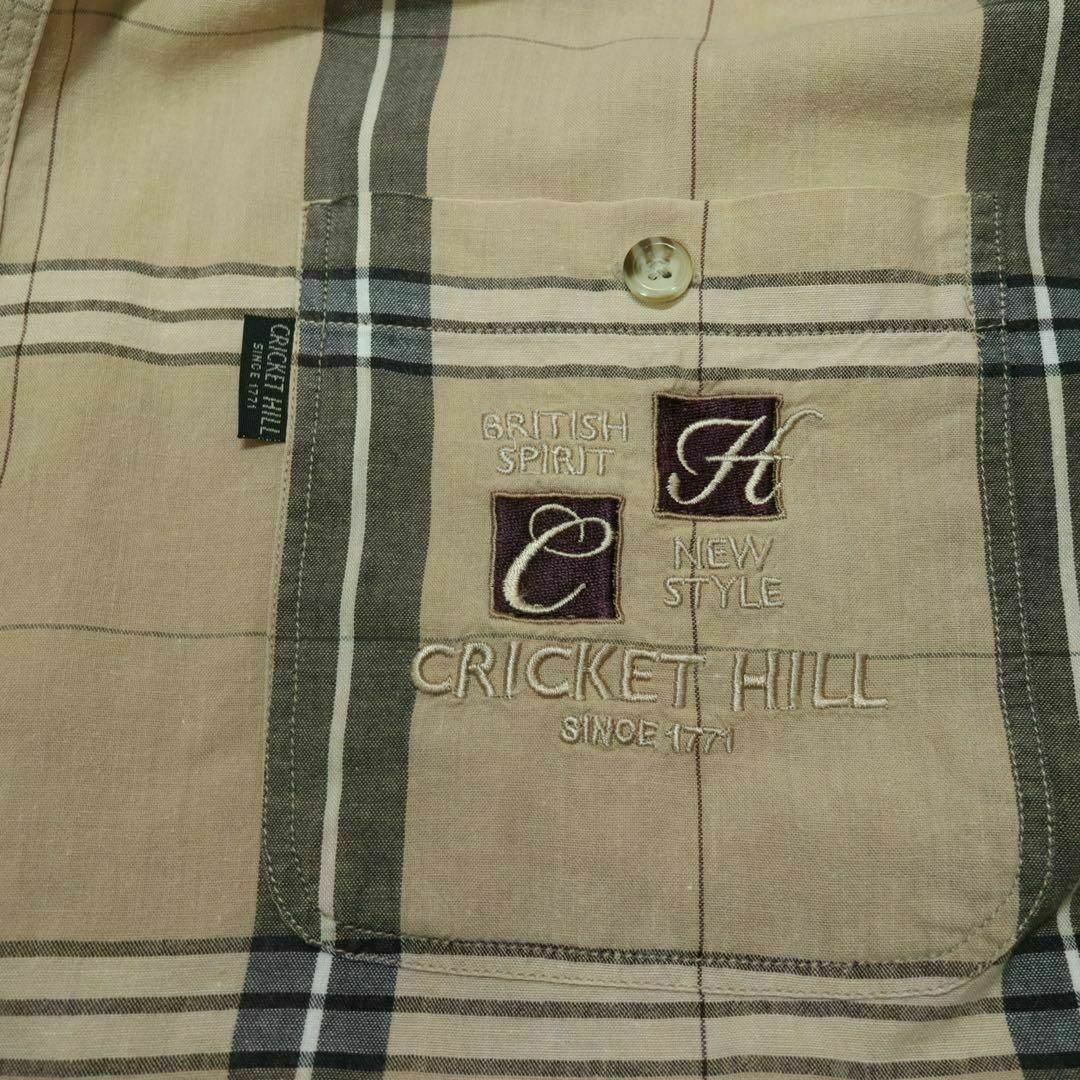 CRICKET HILL
SINCE 1771
BRITISH
SPIRIT
H
C
NEW
STYLE
CRICKET HILL
SINCE 1771